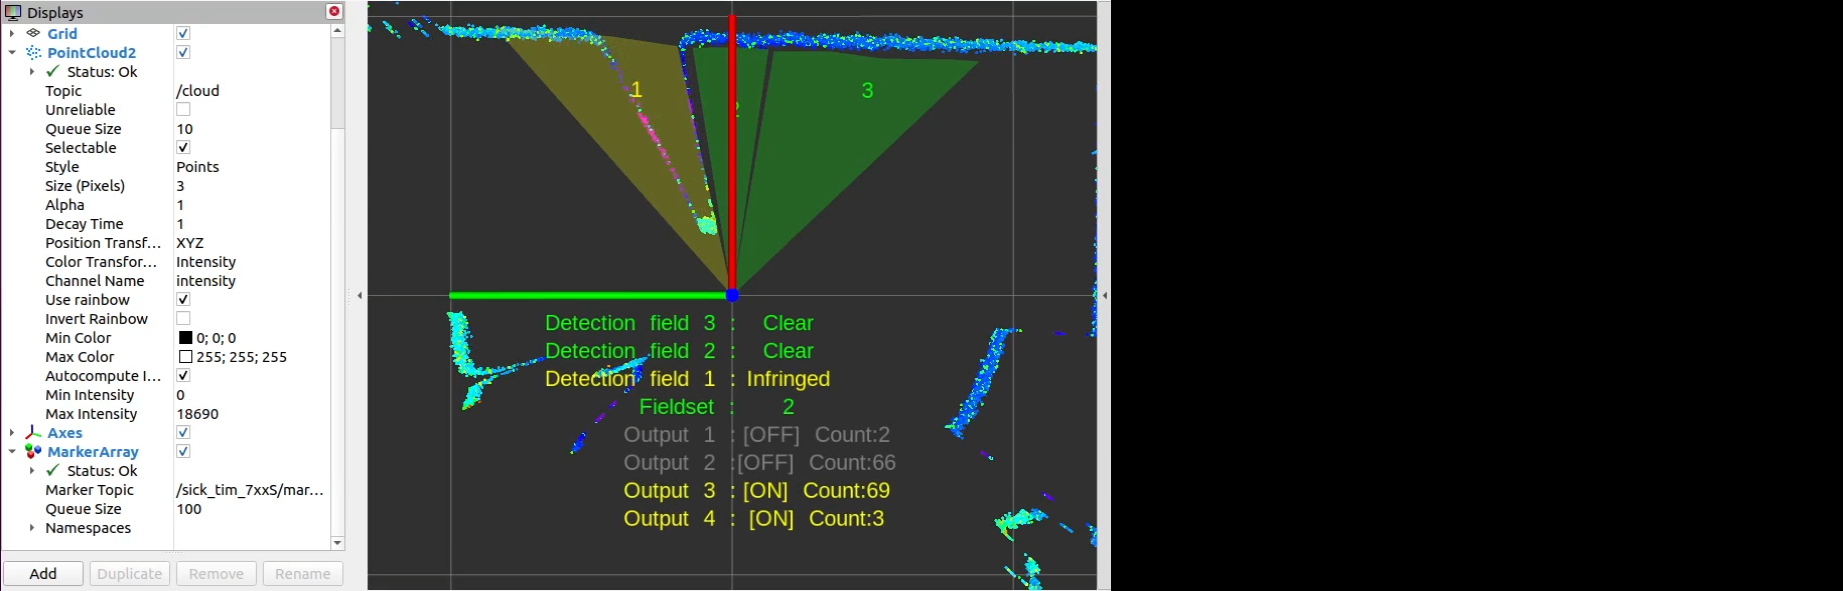 Displays
Grid
PointCloud2
Status: Ok
Topic /cloud
Unreliable
Queue Size 10
Selectable
Style Points
Size (Pixels) 3
Alpha 1
Decay Time 1
Position Transf... XYZ
Color Transfor... Intensity
Channel Name intensity
Use rainbow
Invert Rainbow
Min Color 0; 0; 0
Max Color 255; 255; 255
Autocompute I...
Min Intensity 0
Max Intensity 18690
Axes
MarkerArray
Status: Ok
Marker Topic /sick_tim_7xxS/mar...
Queue Size 100
Namespaces
Add Duplicate Remove Rename
1
2
3
Detection field 3 : Clear
Detection field 2 : Clear
Detection field 1 : Infringed
Fieldset : 2
Output 1 :[OFF] Count:2
Output 2 :[OFF] Count:66
Output 3 : [ON] Count:69
Output 4 : [ON] Count:3